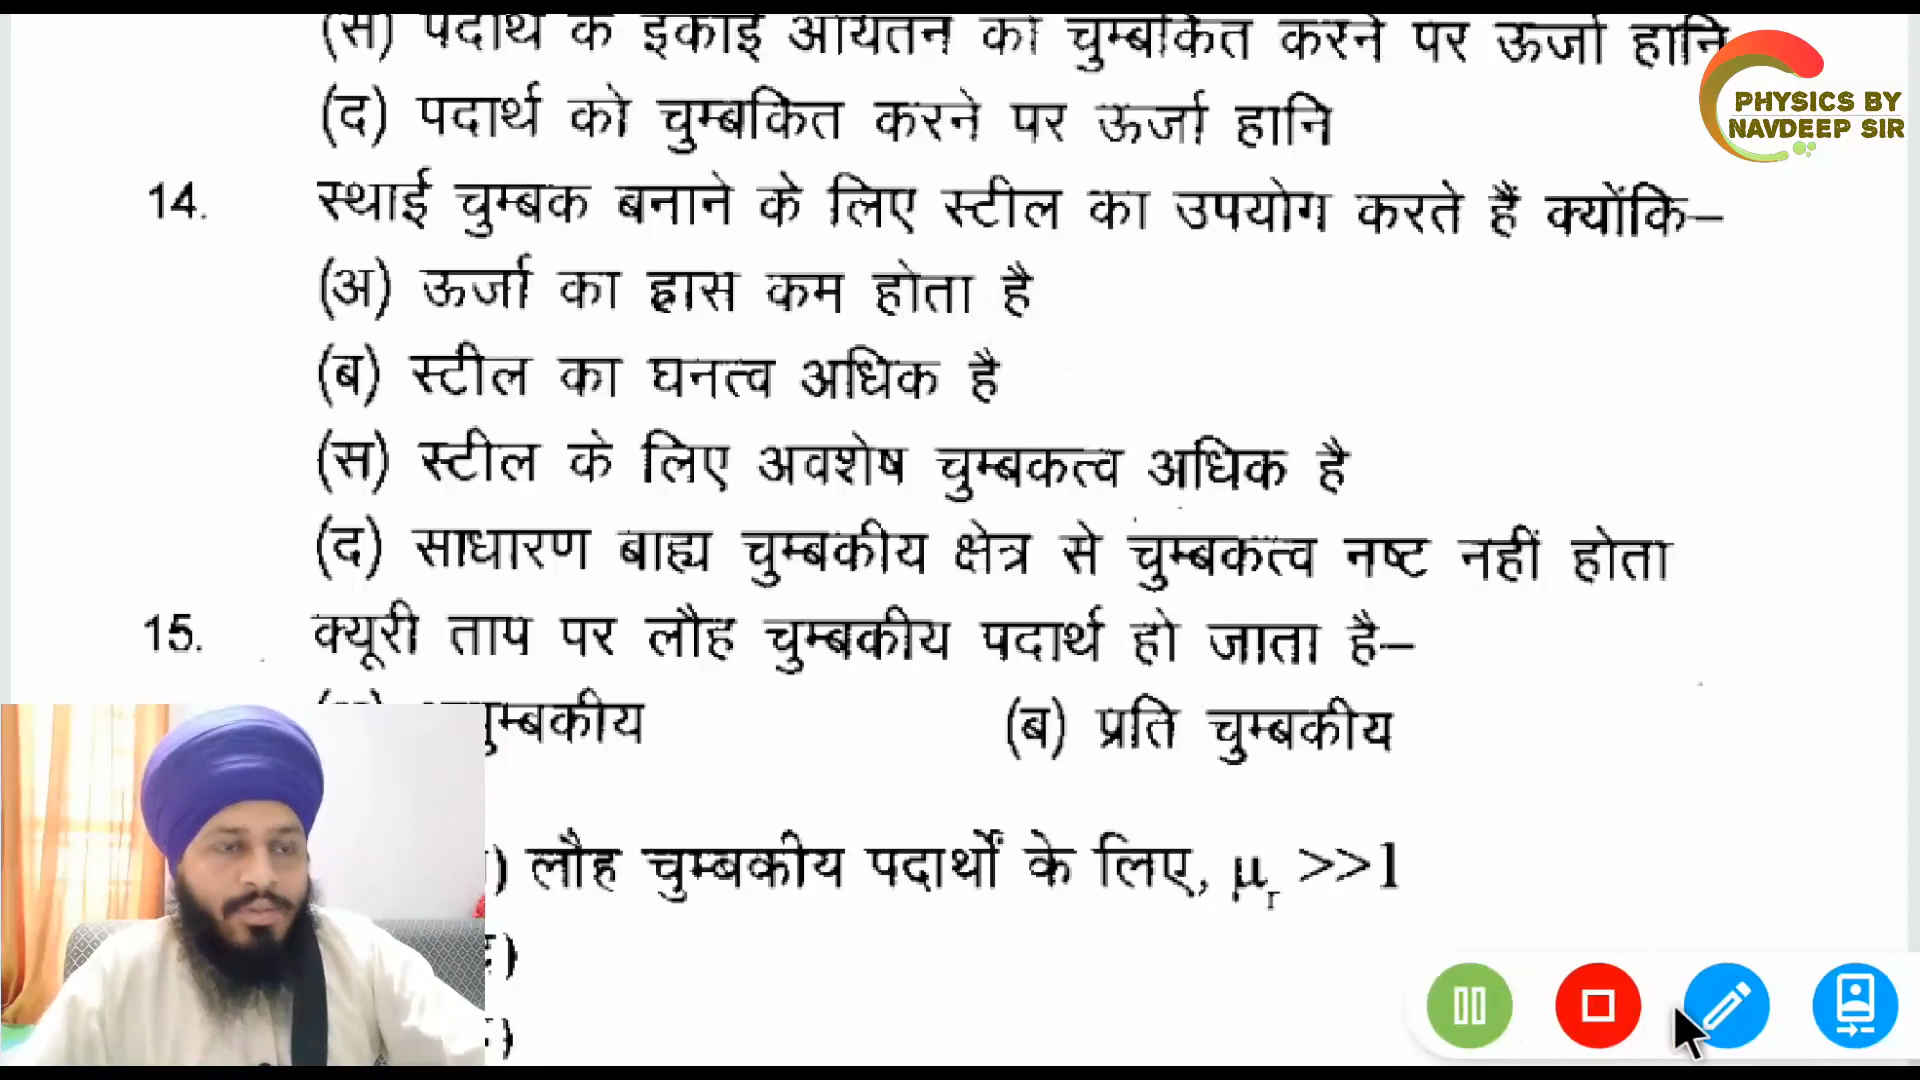 (स) पदार्थ के इकाई आयतन को चुम्बकित करने पर ऊर्जा हानि
(द) पदार्थ को चुम्बकित करने पर ऊर्जा हानि
PHYSICS BY
NAVDEEP SIR
14. स्थाई चुम्बक बनाने के लिए स्टील का उपयोग करते हैं क्योंकि–
(अ) ऊर्जा का ह्रास कम होता है
(ब) स्टील का घनत्व अधिक है
(स) स्टील के लिए अवशेष चुम्बकत्व अधिक है
(द) साधारण बाह्य चुम्बकीय क्षेत्र से चुम्बकत्व नष्ट नहीं होता
15. क्यूरी ताप पर लौह चुम्बकीय पदार्थ हो जाता है–
(ब) प्रति चुम्बकीय
) लौह चुम्बकीय पदार्थों के लिए, μr >>1